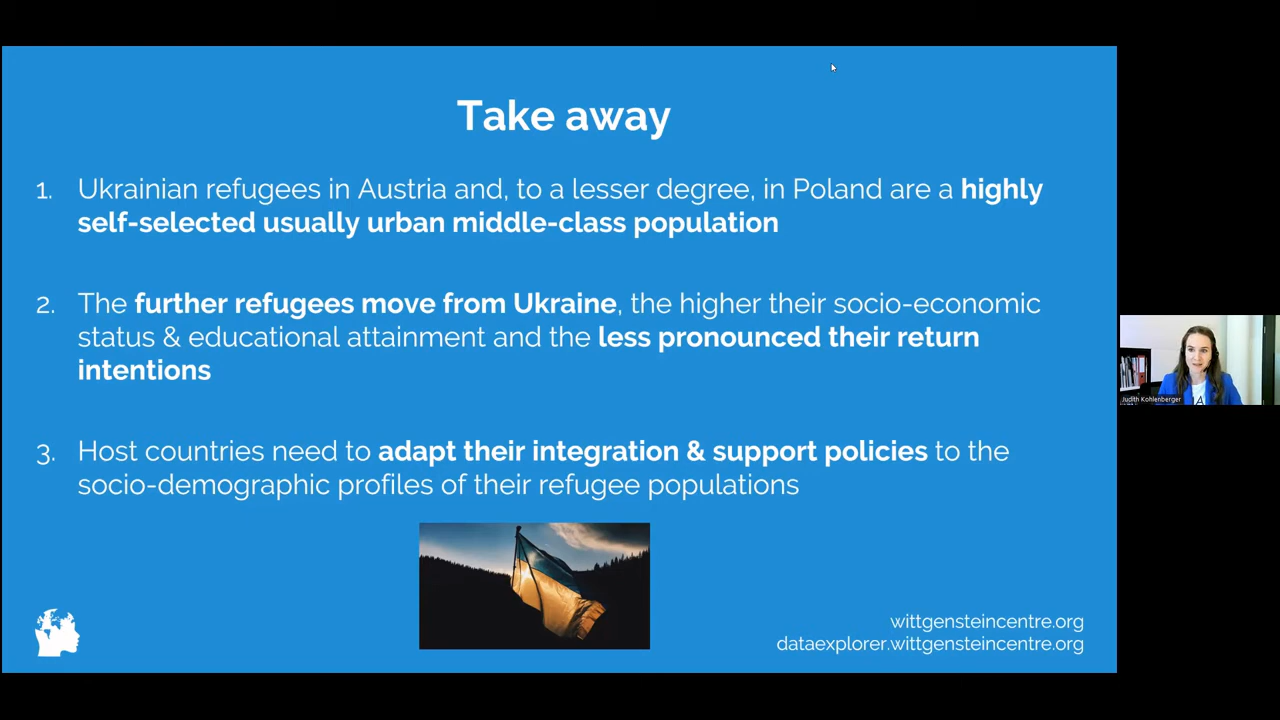 Take away
1. Ukrainian refugees in Austria and, to a lesser degree, in Poland are a highly
self-selected usually urban middle-class population
2. The further refugees move from Ukraine, the higher their socio-economic
status & educational attainment and the less pronounced their return
intentions
3. Host countries need to adapt their integration & support policies to the
socio-demographic profiles of their refugee populations
wittgensteincentre.org
dataexplorer.wittgensteincentre.org
Judith Kohlenberger